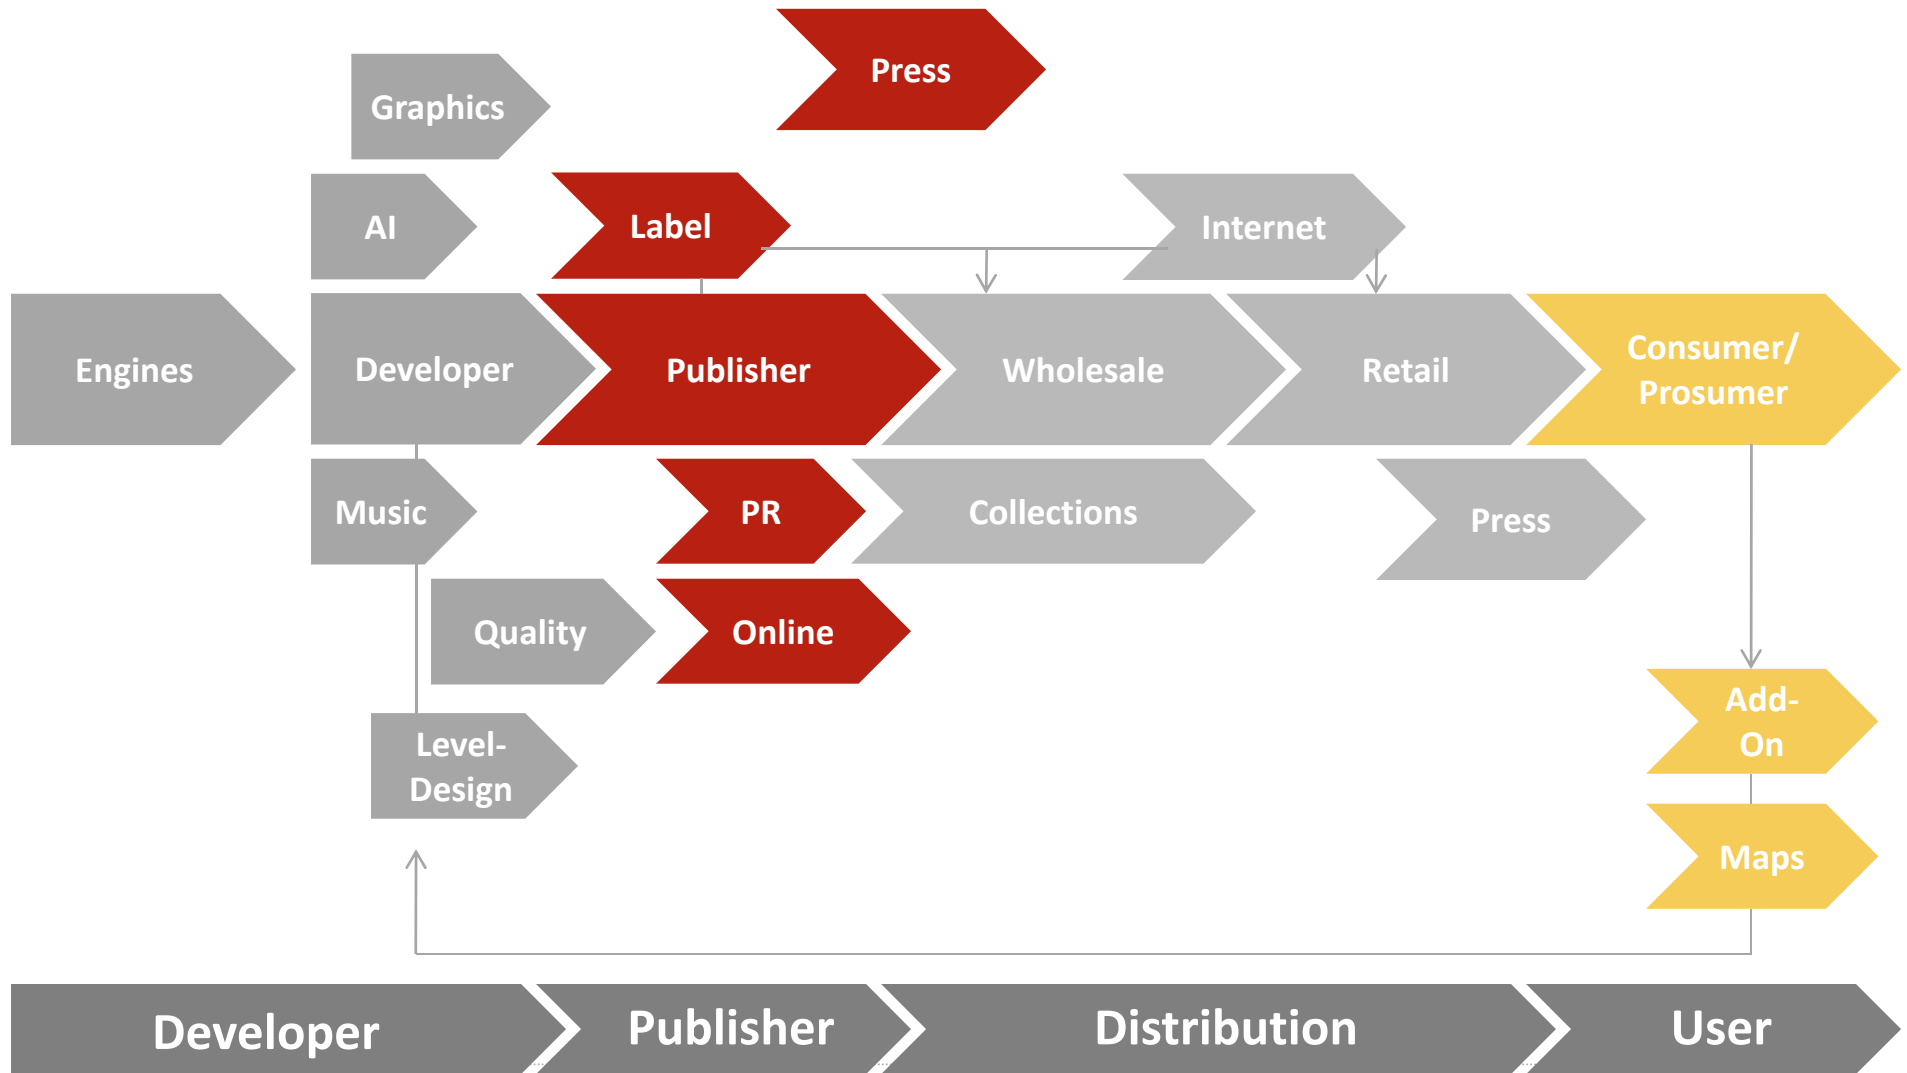 Press
Graphics
AI
Label
Internet
Engines
Developer
Publisher
Wholesale
Retail
Consumer/
Prosumer
Music
PR
Collections
Press
Quality
Online
Level-
Design
Add-
On
Maps
Developer
Publisher
Distribution
User